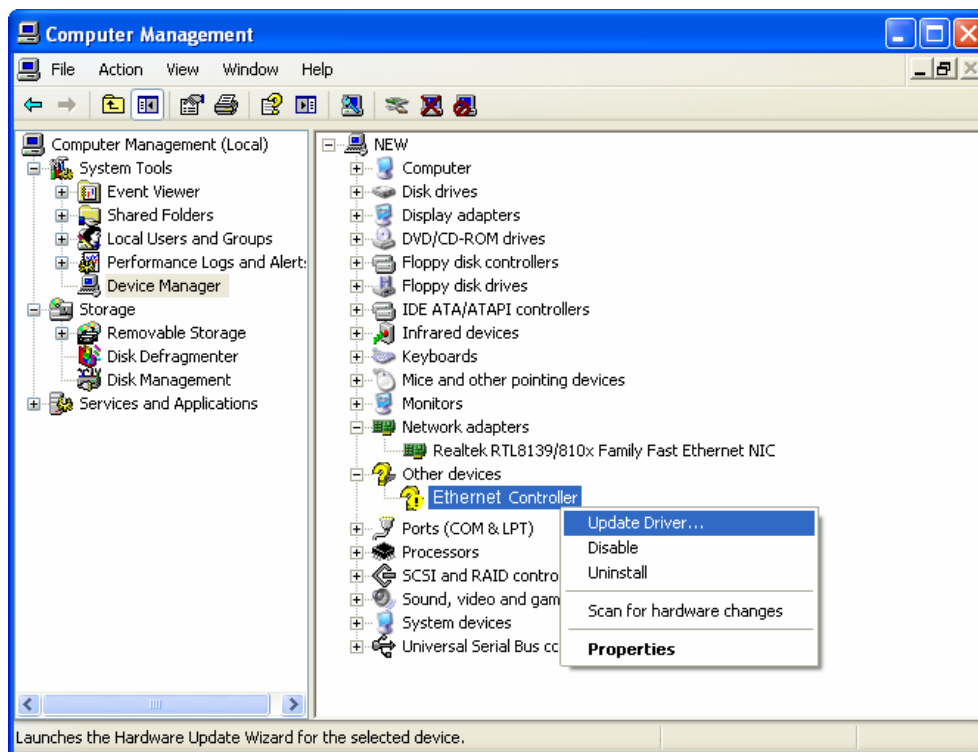 Computer Management
File Action View Window Help
Computer Management (Local)
System Tools
Event Viewer
Shared Folders
Local Users and Groups
Performance Logs and Alert:
Device Manager
Storage
Removable Storage
Disk Defragmenter
Disk Management
Services and Applications
NEW
Computer
Disk drives
Display adapters
DVD/CD-ROM drives
Floppy disk controllers
Floppy disk drives
IDE ATA/ATAPI controllers
Infrared devices
Keyboards
Mice and other pointing devices
Monitors
Network adapters
Realtek RTL8139/810x Family Fast Ethernet NIC
Other devices
Ethernet Controller
Ports (COM & LPT)
Processors
SCSI and RAID contro
Sound, video and gam
System devices
Universal Serial Bus cc
Update Driver...
Disable
Uninstall
Scan for hardware changes
Properties
Launches the Hardware Update Wizard for the selected device.